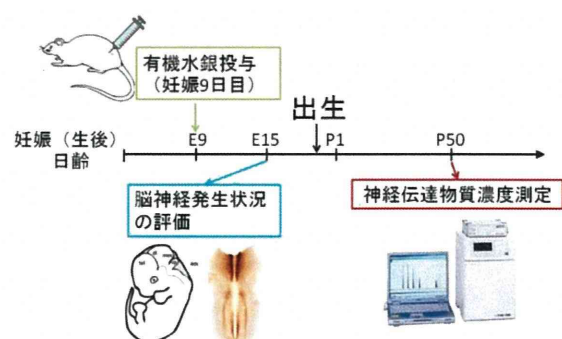 有機水銀投与
（妊娠9日目）
出生
妊娠（生後）
日齢
E9
E15
P1
P50
脳神経発生状況
の評価
神経伝達物質濃度測定